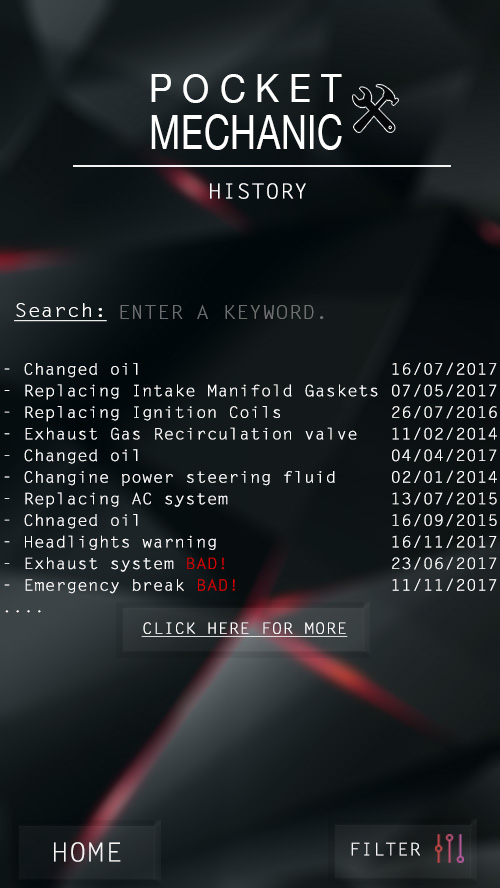 POCKET
MECHANIC
HISTORY
Search: ENTER A KEYWORD.
- Changed oil 16/07/2017
- Replacing Intake Manifold Gaskets 07/05/2017
- Replacing Ignition Coils 26/07/2016
- Exhaust Gas Recirculation valve 11/02/2014
- Changed oil 04/04/2017
- Changine power steering fluid 02/01/2014
- Replacing AC system 13/07/2015
- Chnaged oil 16/09/2015
- Headlights warning 16/11/2017
- Exhaust system BAD! 23/06/2017
- Emergency break BAD! 11/11/2017
....
CLICK HERE FOR MORE
HOME
FILTER